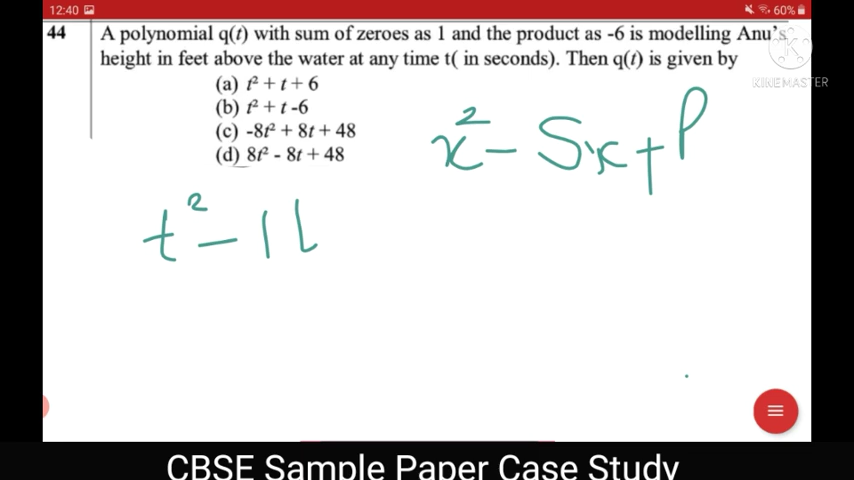 12:40 60%
44 A polynomial q(t) with sum of zeroes as 1 and the product as -6 is modelling Anu's
height in feet above the water at any time t( in seconds). Then q(t) is given by
KINEMASTER
(a) t² + t + 6
(b) t² + t -6
(c) -8t² + 8t + 48
(d) 8t² - 8t + 48
x² - Sx + P
t² - 1
CBSE Sample Paper Case Study